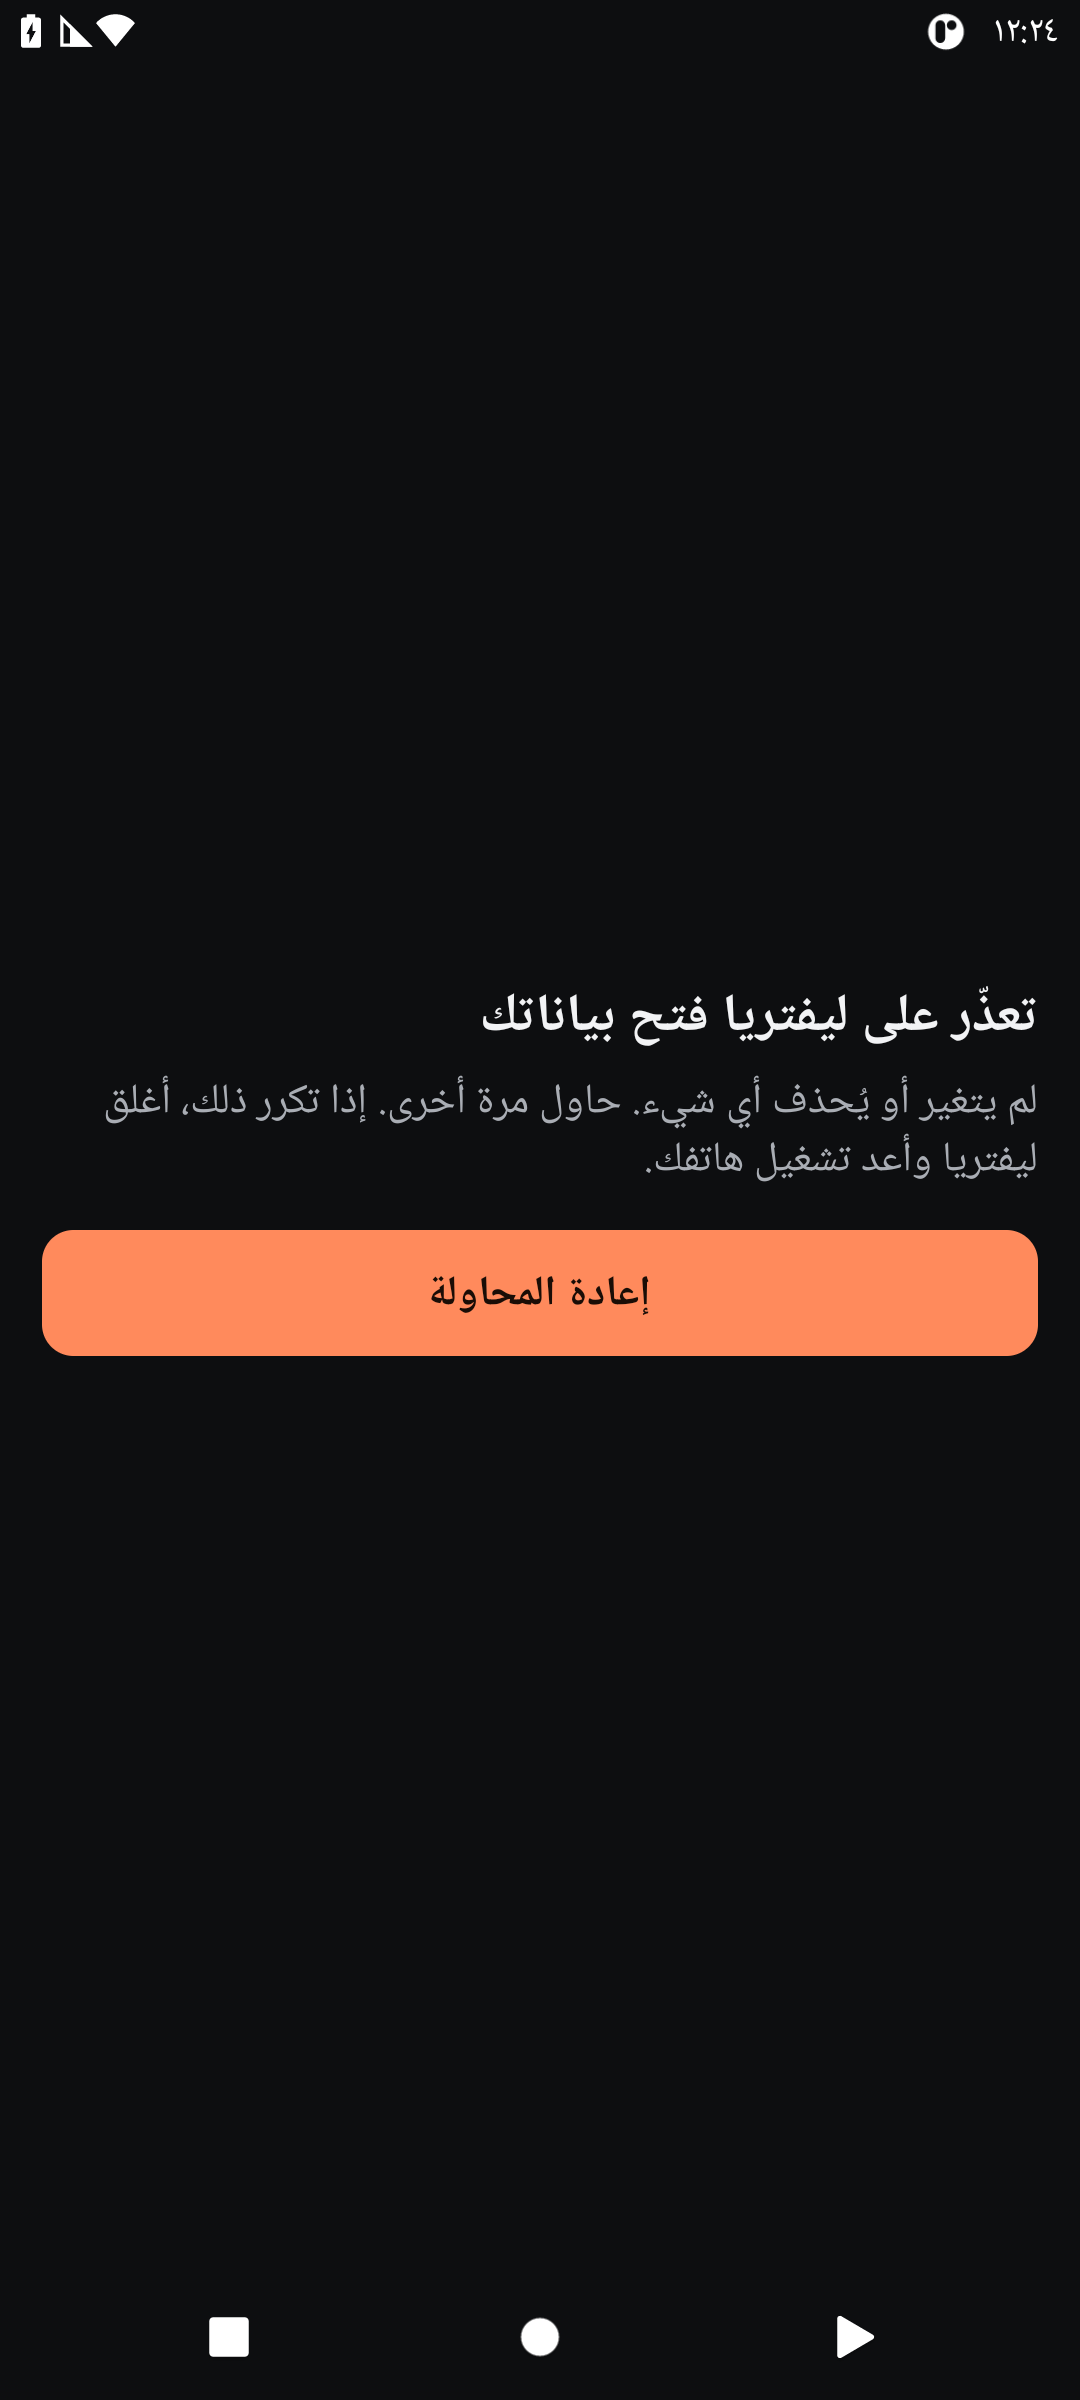 ١٢:٢٤
تعذّر على ليفتريا فتح بياناتك
لم يتغير أو يُحذف أي شيء. حاول مرة أخرى. إذا تكرر ذلك، أغلق
ليفتريا وأعد تشغيل هاتفك.
إعادة المحاولة